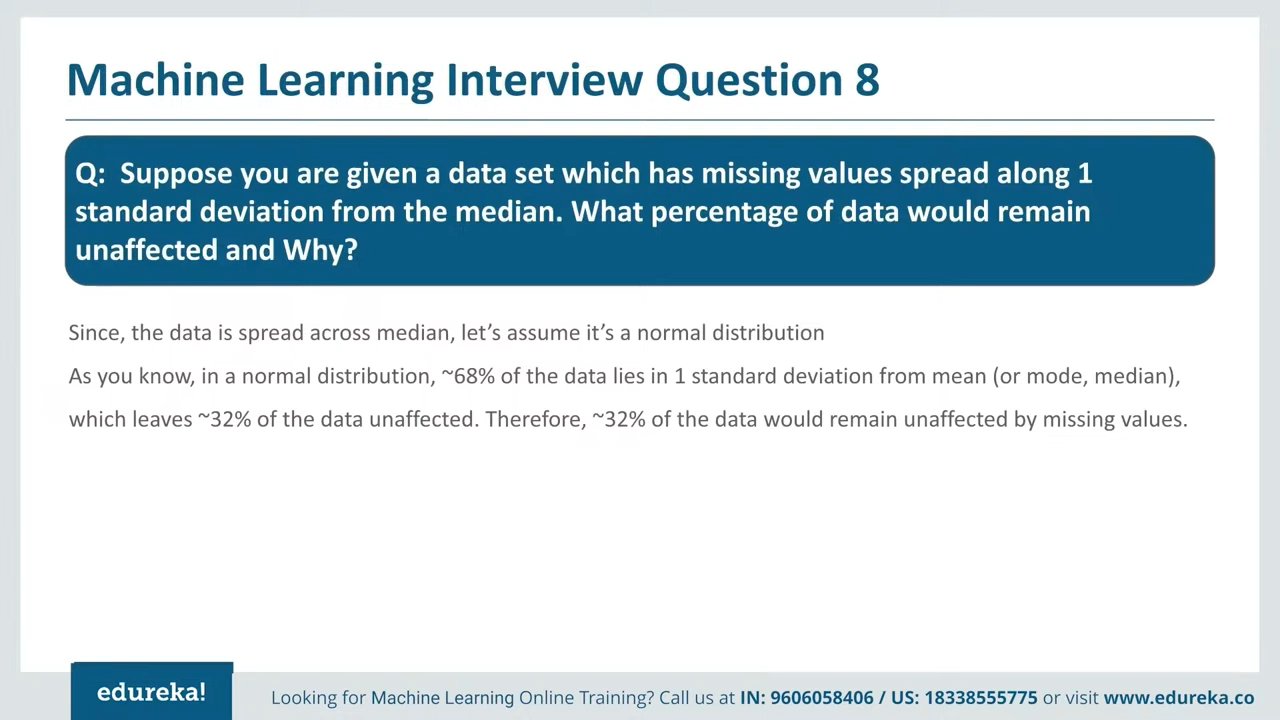 Machine Learning Interview Question 8
Q:  Suppose you are given a data set which has missing values spread along 1
standard deviation from the median. What percentage of data would remain
unaffected and Why?
Since, the data is spread across median, let’s assume it’s a normal distribution
As you know, in a normal distribution, ~68% of the data lies in 1 standard deviation from mean (or mode, median),
which leaves ~32% of the data unaffected. Therefore, ~32% of the data would remain unaffected by missing values.
edureka!
Looking for Machine Learning Online Training? Call us at IN: 9606058406 / US: 18338555775 or visit www.edureka.co